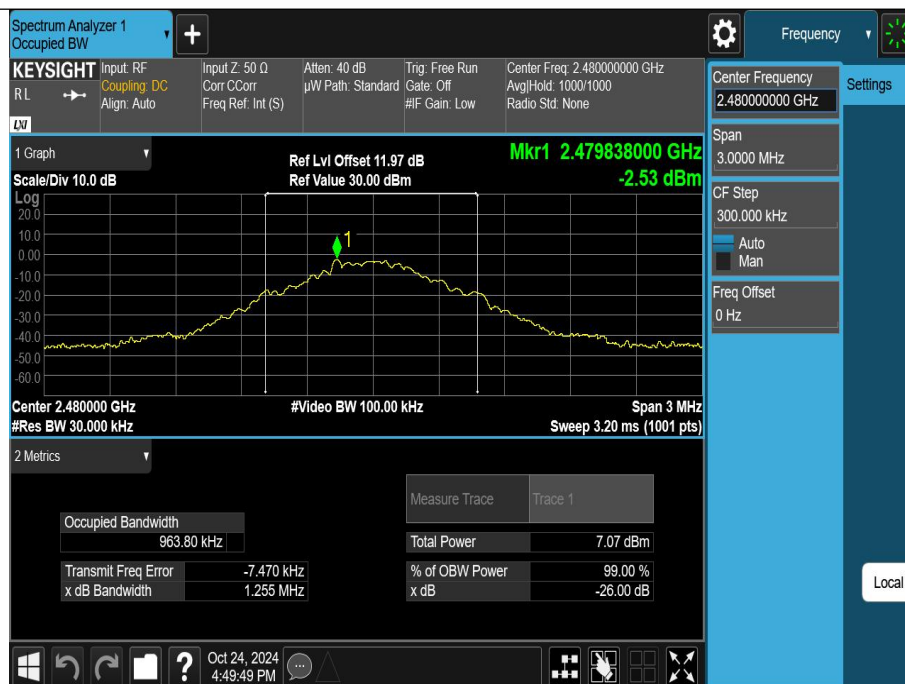 Spectrum Analyzer 1
Occupied BW
Frequency
KEYSIGHT
RL
LXI
Input: RF
Coupling: DC
Align: Auto
Input Z: 50 Ω
Corr CCorr
Freq Ref: Int (S)
Atten: 40 dB
µW Path: Standard
Trig: Free Run
Gate: Off
#IF Gain: Low
Center Freq: 2.480000000 GHz
Avg|Hold: 1000/1000
Radio Std: None
Center Frequency
2.480000000 GHz
Settings
Span
3.0000 MHz
CF Step
300.000 kHz
Auto
Man
Freq Offset
0 Hz
Local
1 Graph
Scale/Div 10.0 dB
Ref Lvl Offset 11.97 dB
Ref Value 30.00 dBm
Mkr1 2.479838000 GHz
-2.53 dBm
Log
20.0
10.0
0.00
-10.0
-20.0
-30.0
-40.0
-50.0
-60.0
1
Center 2.480000 GHz
#Res BW 30.000 kHz
#Video BW 100.00 kHz
Span 3 MHz
Sweep 3.20 ms (1001 pts)
2 Metrics
Measure Trace Trace 1
Occupied Bandwidth
963.80 kHz
Total Power 7.07 dBm
Transmit Freq Error -7.470 kHz
% of OBW Power 99.00 %
x dB Bandwidth 1.255 MHz
x dB -26.00 dB
?
Oct 24, 2024
4:49:49 PM